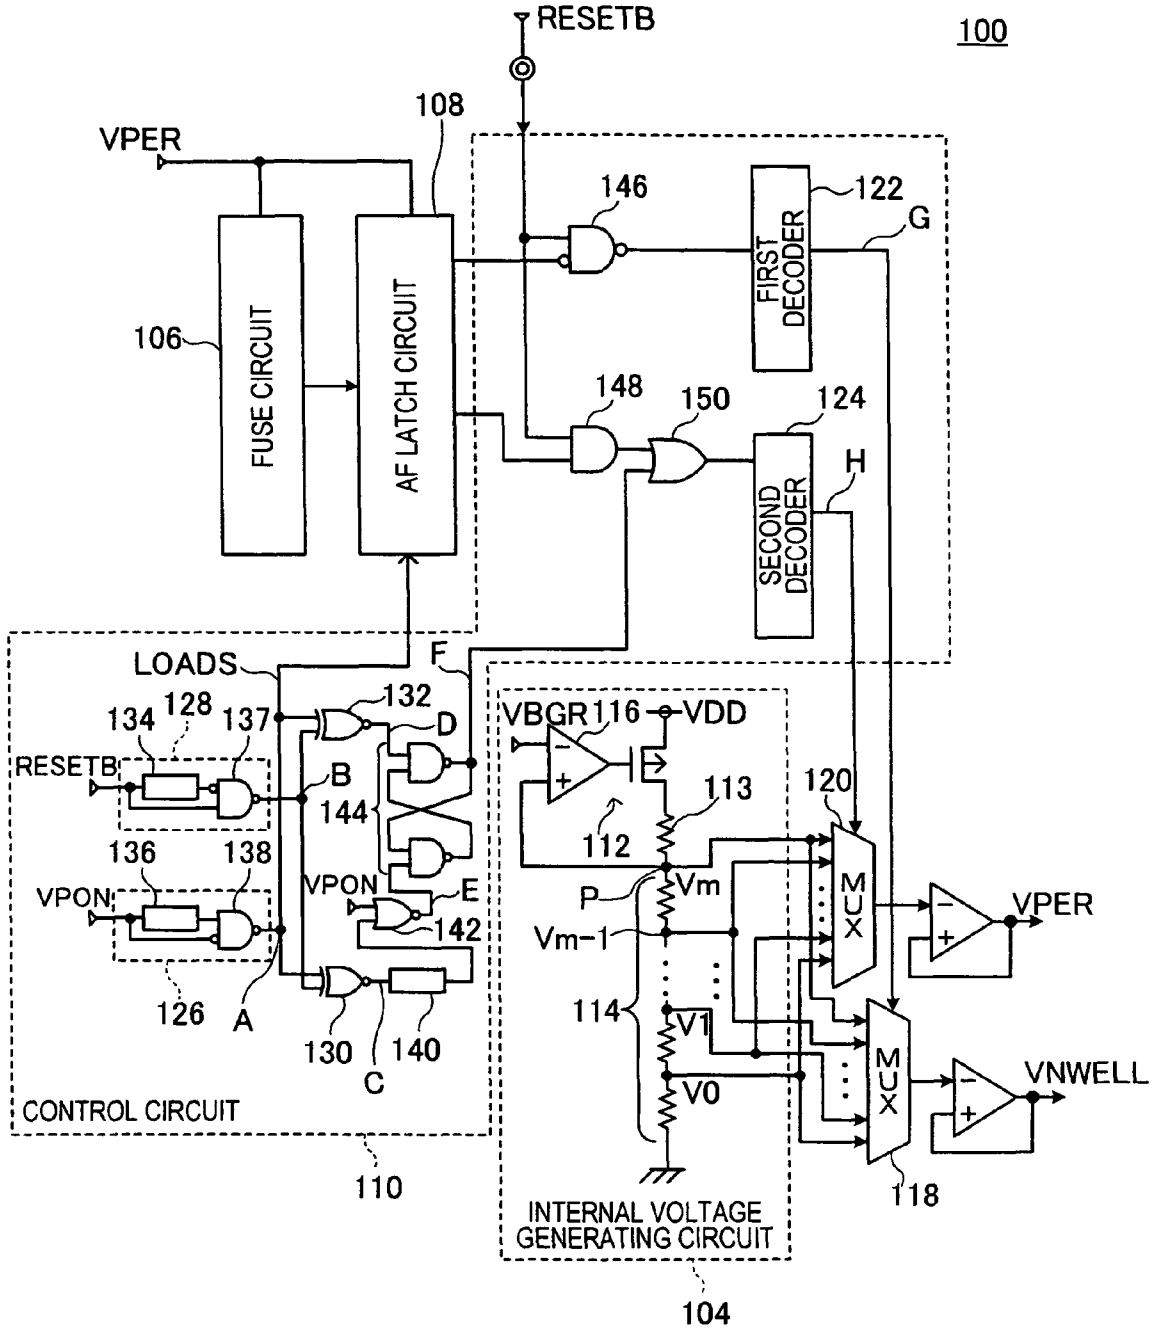 RESETB
100
108
VPER
146
122
G
FIRST
DECODER
106
FUSE CIRCUIT
AF LATCH CIRCUIT
148
150
124
H
SECOND
DECODER
LOADS
F
132
128
134
137
D
VBGR
116
VDD
RESETB
B
144
120
113
136
138
VPON
E
112
P
Vm
MUX
VPER
VPON
142
Vm-1
126
A
130
140
C
114
V1
V0
MUX
VNWELL
CONTROL CIRCUIT
110
118
INTERNAL VOLTAGE
GENERATING CIRCUIT
104